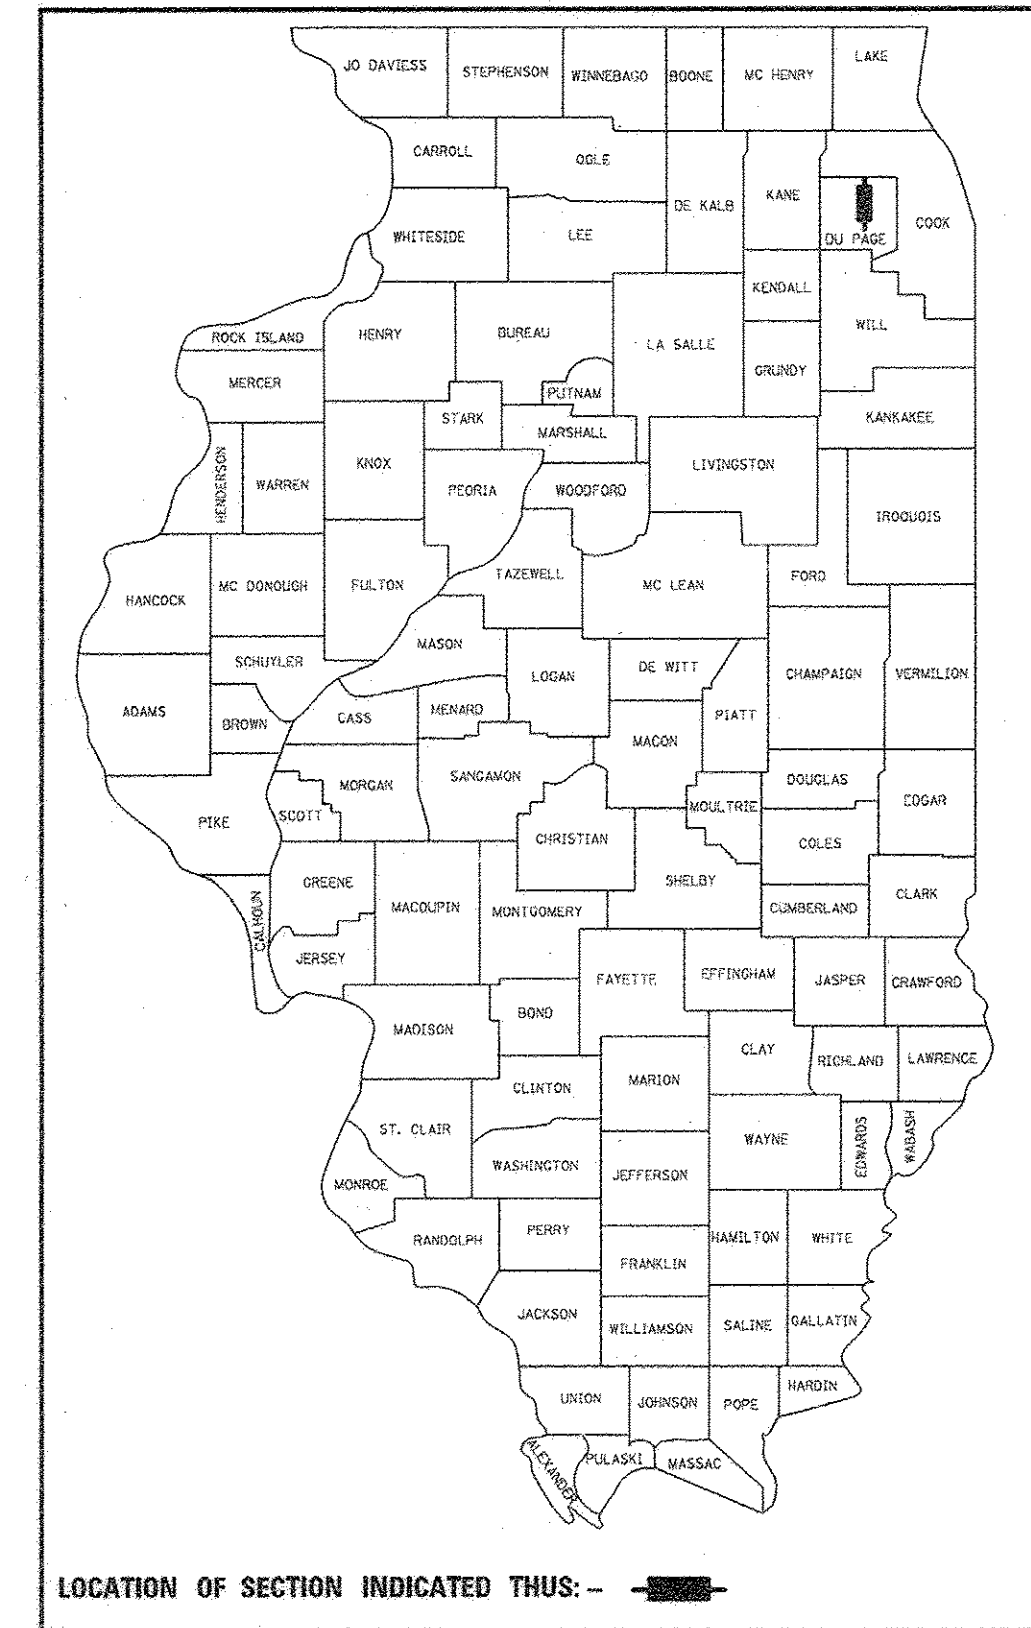 JO DAVIESS STEPHENSON WINNEBAGO BOONE MC HENRY LAKE
CARROLL OGLE DE KALB KANE COOK
WHITESIDE LEE DU PAGE
KENDALL
ROCK ISLAND HENRY BUREAU LA SALLE WILL
MERCER PUTNAM GRUNDY
STARK MARSHALL KANKAKEE
HENDERSON WARREN KNOX PEORIA WOODFORD LIVINGSTON IROQUOIS
HANCOCK MC DONOUGH FULTON TAZEWELL MC LEAN FORD
MASON
SCHUYLER LOGAN DE WITT CHAMPAIGN VERMILION
ADAMS BROWN CASS MENARD PIATT
MACON
MORGAN SANGAMON DOUGLAS EDGAR
PIKE SCOTT CHRISTIAN MOULTRIE COLES
GREENE SHELBY CLARK
CALHOUN MACOUPIN MONTGOMERY CUMBERLAND
JERSEY FAYETTE EFFINGHAM JASPER CRAWFORD
MADISON BOND
CLAY RICHLAND LAWRENCE
CLINTON MARION
ST. CLAIR WAYNE EDWARDS WABASH
MONROE WASHINGTON JEFFERSON
RANDOLPH PERRY HAMILTON WHITE
FRANKLIN
JACKSON WILLIAMSON SALINE GALLATIN
UNION JOHNSON POPE HARDIN
ALEXANDER PULASKI MASSAC
LOCATION OF SECTION INDICATED THUS: -